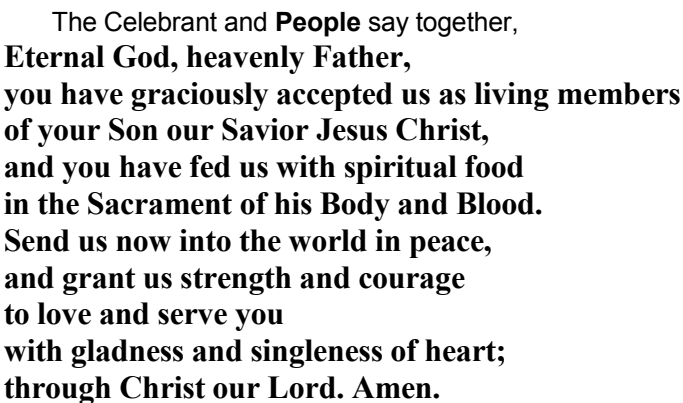 The Celebrant and People say together,
Eternal God, heavenly Father,
you have graciously accepted us as living members
of your Son our Savior Jesus Christ,
and you have fed us with spiritual food
in the Sacrament of his Body and Blood.
Send us now into the world in peace,
and grant us strength and courage
to love and serve you
with gladness and singleness of heart;
through Christ our Lord. Amen.